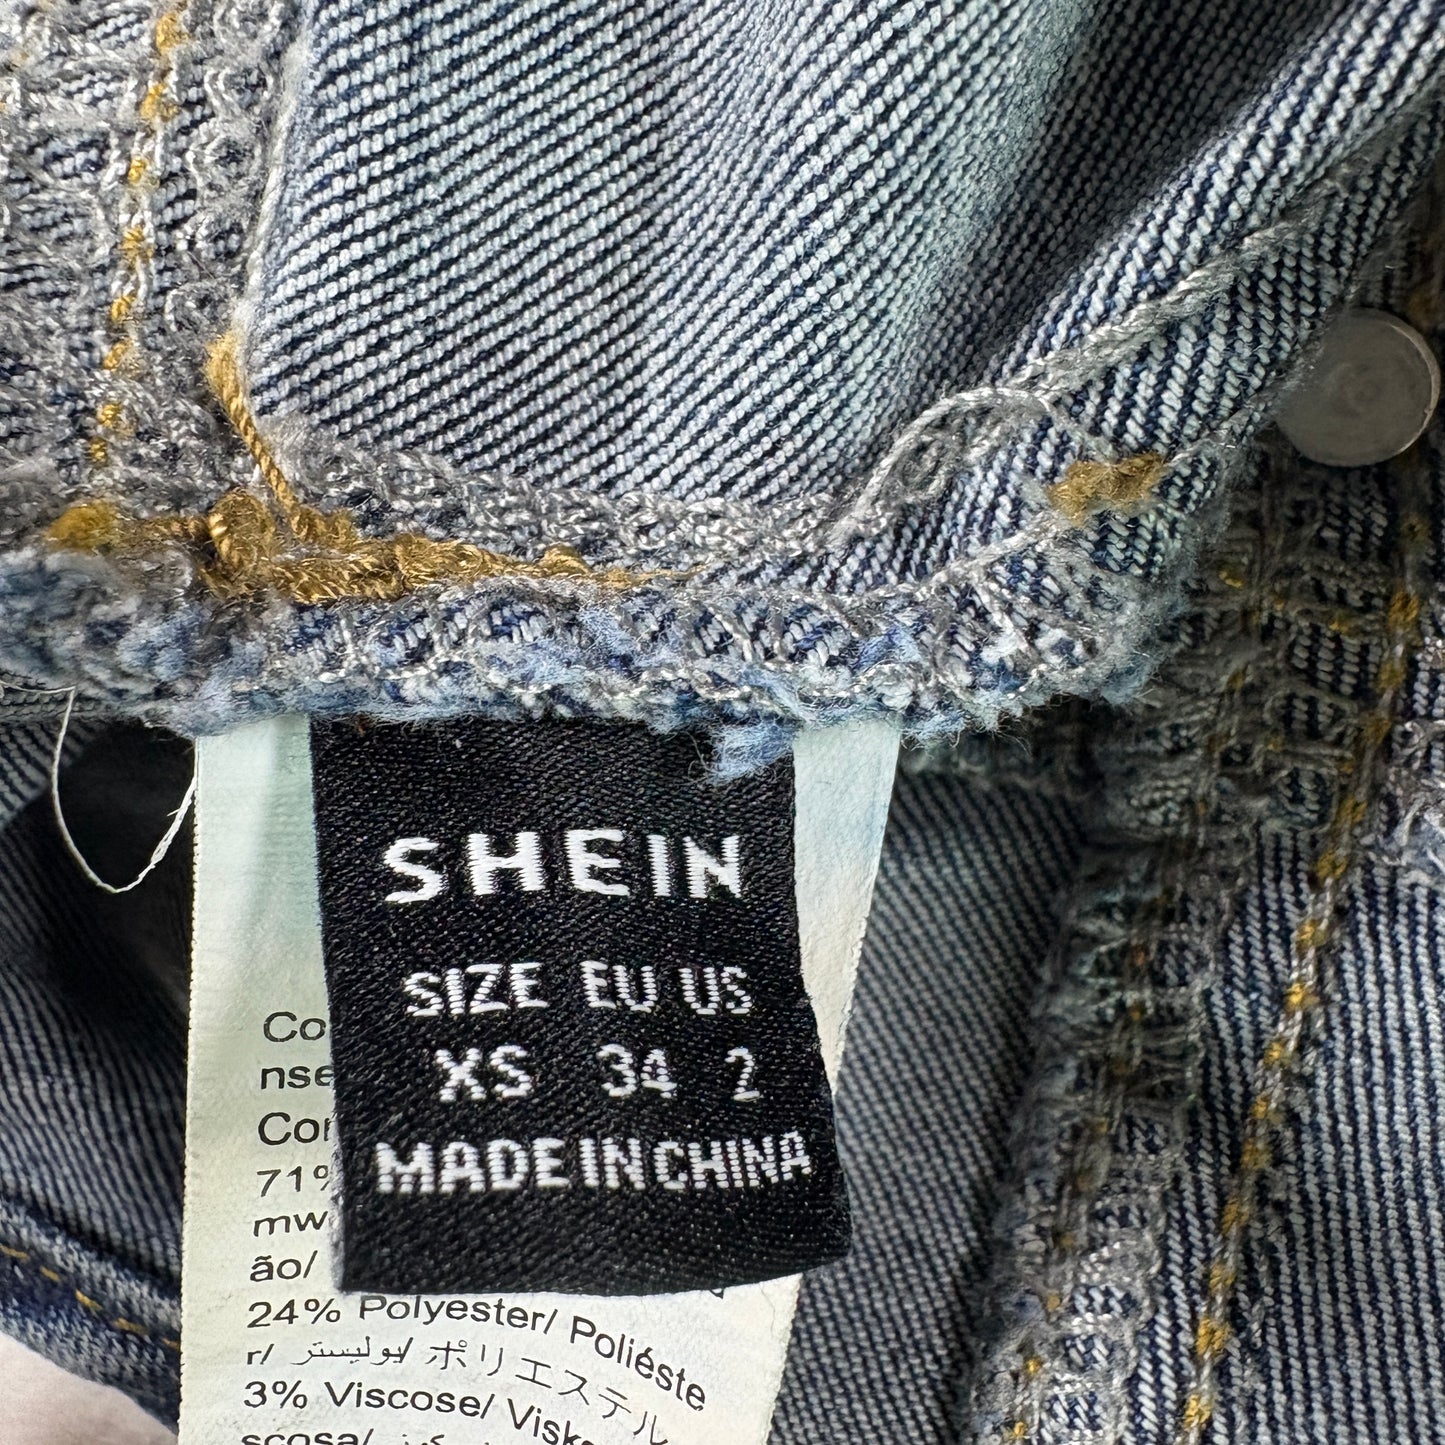 SHEIN
SIZE EU US
XS 34 2
MADE IN CHINA
Co
nse
Con
71%
mw
ão/
24% Polyester/ Poliéste
r/ بوليستر/ ポリエステル
3% Viscose/ Visk
scosa/